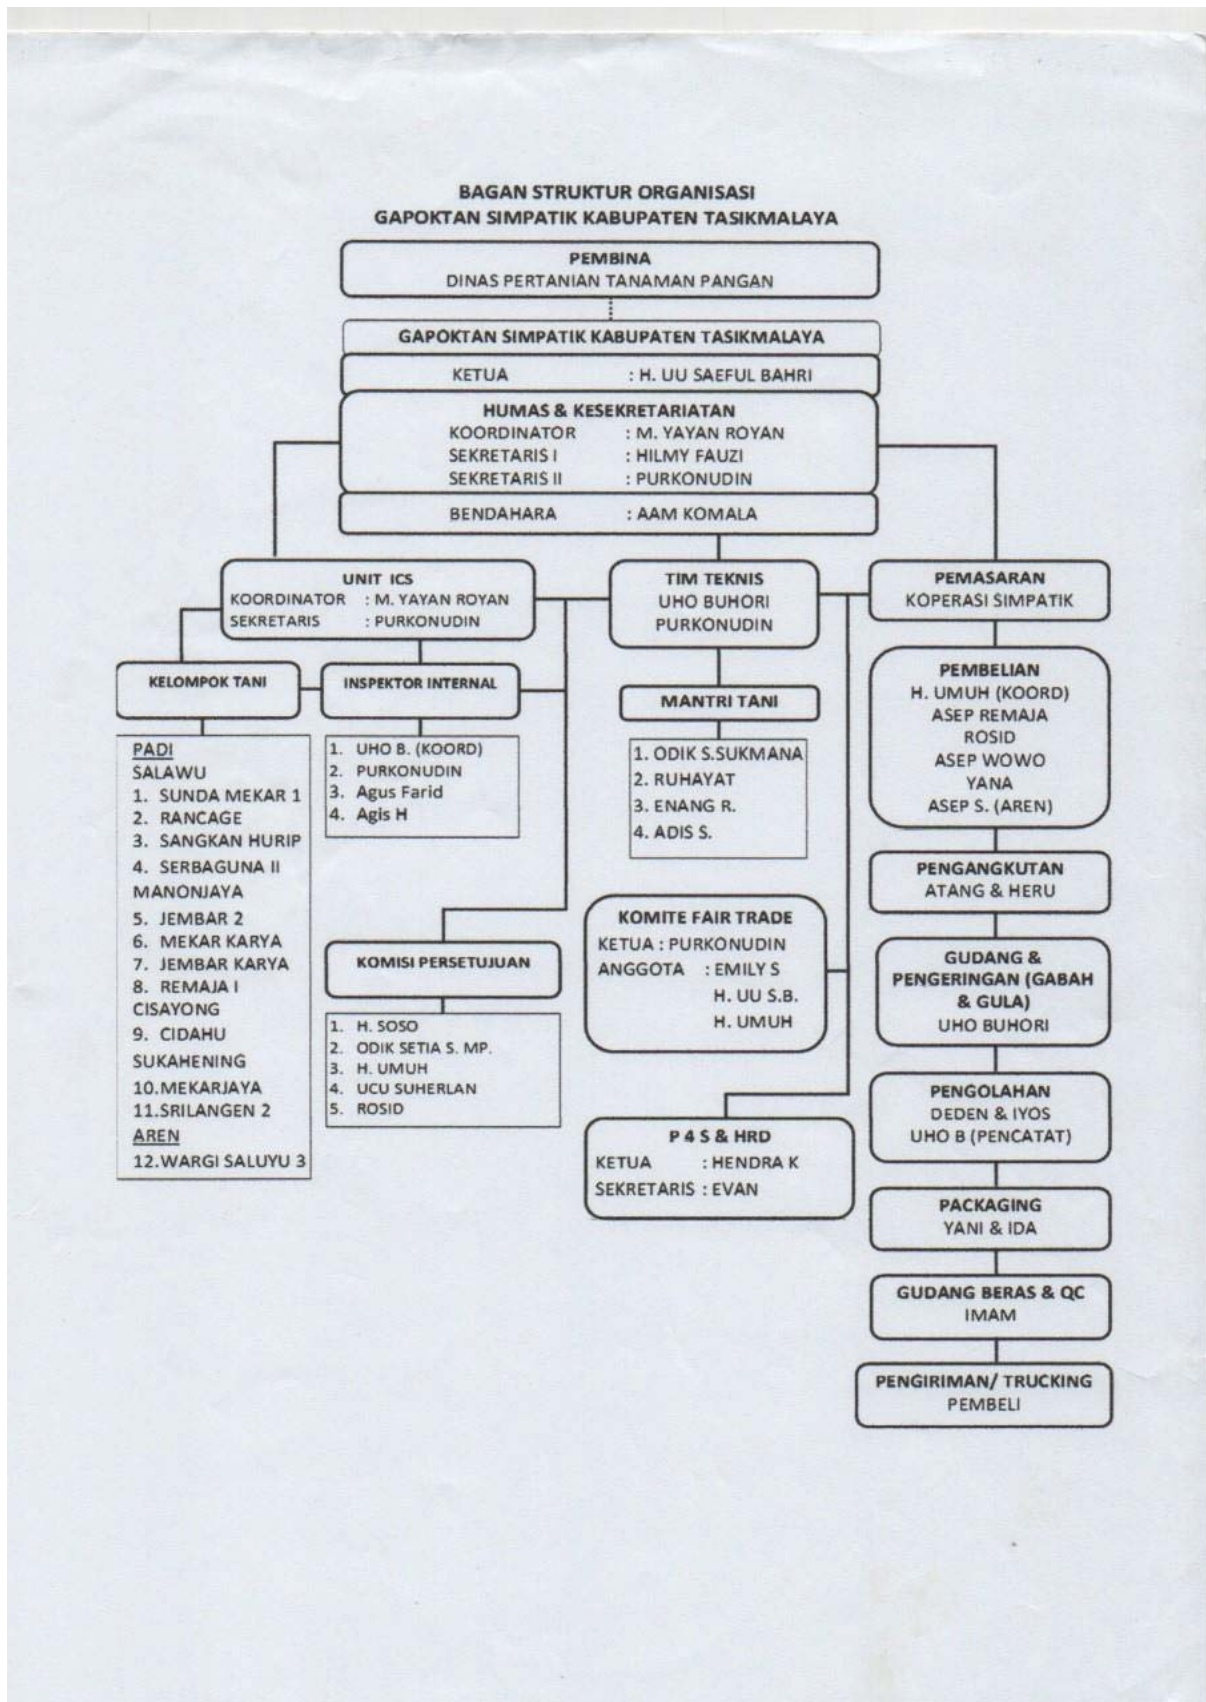 BAGAN STRUKTUR ORGANISASI
GAPOKTAN SIMPATIK KABUPATEN TASIKMALAYA
PEMBINA
DINAS PERTANIAN TANAMAN PANGAN
GAPOKTAN SIMPATIK KABUPATEN TASIKMALAYA
KETUA : H. UU SAEFUL BAHRI
HUMAS & KESEKRETARIATAN
KOORDINATOR : M. YAYAN ROYAN
SEKRETARIS I : HILMY FAUZI
SEKRETARIS II : PURKONUDIN
BENDAHARA : AAM KOMALA
UNIT ICS
KOORDINATOR : M. YAYAN ROYAN
SEKRETARIS : PURKONUDIN
KELOMPOK TANI
PADI
SALAWU
1. SUNDA MEKAR 1
2. RANCAGE
3. SANGKAN HURIP
4. SERBAGUNA II
MANONJAYA
5. JEMBAR 2
6. MEKAR KARYA
7. JEMBAR KARYA
8. REMAJA I
CISAYONG
9. CIDAHU
SUKAHENING
10.MEKARJAYA
11.SRILANGEN 2
AREN
12.WARGI SALUYU 3
INSPEKTOR INTERNAL
1. UHO B. (KOORD)
2. PURKONUDIN
3. Agus Farid
4. Agis H
KOMISI PERSETUJUAN
1. H. SOSO
2. ODIK SETIA S. MP.
3. H. UMUH
4. UCU SUHERLAN
5. ROSID
TIM TEKNIS
UHO BUHORI
PURKONUDIN
MANTRI TANI
1. ODIK S.SUKMANA
2. RUHAYAT
3. ENANG R.
4. ADIS S.
KOMITE FAIR TRADE
KETUA : PURKONUDIN
ANGGOTA : EMILY S
H. UU S.B.
H. UMUH
P 4 S & HRD
KETUA : HENDRA K
SEKRETARIS : EVAN
PEMASARAN
KOPERASI SIMPATIK
PEMBELIAN
H. UMUH (KOORD)
ASEP REMAJA
ROSID
ASEP WOWO
YANA
ASEP S. (AREN)
PENGANGKUTAN
ATANG & HERU
GUDANG &
PENGERINGAN (GABAH
& GULA)
UHO BUHORI
PENGOLAHAN
DEDEN & IYOS
UHO B (PENCATAT)
PACKAGING
YANI & IDA
GUDANG BERAS & QC
IMAM
PENGIRIMAN/ TRUCKING
PEMBELI